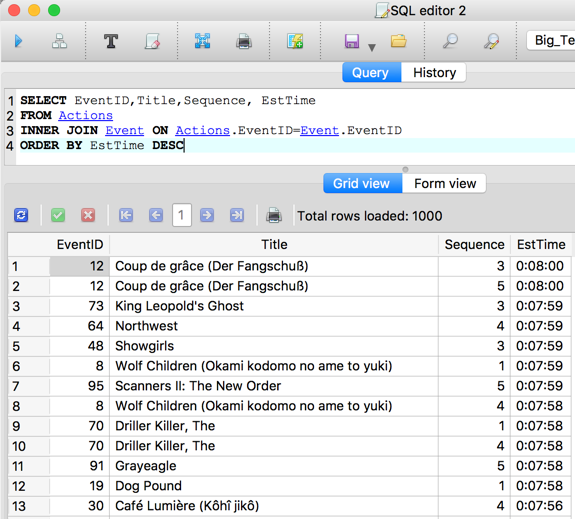 SQL editor 2
T
Big_Te
Query History
1 SELECT EventID,Title,Sequence, EstTime
2 FROM Actions
3 INNER JOIN Event ON Actions.EventID=Event.EventID
4 ORDER BY EstTime DESC
Grid view Form view
1 Total rows loaded: 1000
EventID Title Sequence EstTime
1 12 Coup de grâce (Der Fangschuß) 3 0:08:00
2 12 Coup de grâce (Der Fangschuß) 5 0:08:00
3 73 King Leopold's Ghost 3 0:07:59
4 64 Northwest 4 0:07:59
5 48 Showgirls 3 0:07:59
6 8 Wolf Children (Okami kodomo no ame to yuki) 1 0:07:59
7 95 Scanners II: The New Order 5 0:07:59
8 8 Wolf Children (Okami kodomo no ame to yuki) 4 0:07:58
9 70 Driller Killer, The 1 0:07:58
10 70 Driller Killer, The 4 0:07:58
11 91 Grayeagle 5 0:07:58
12 19 Dog Pound 1 0:07:58
13 30 Café Lumière (Kôhî jikô) 4 0:07:56